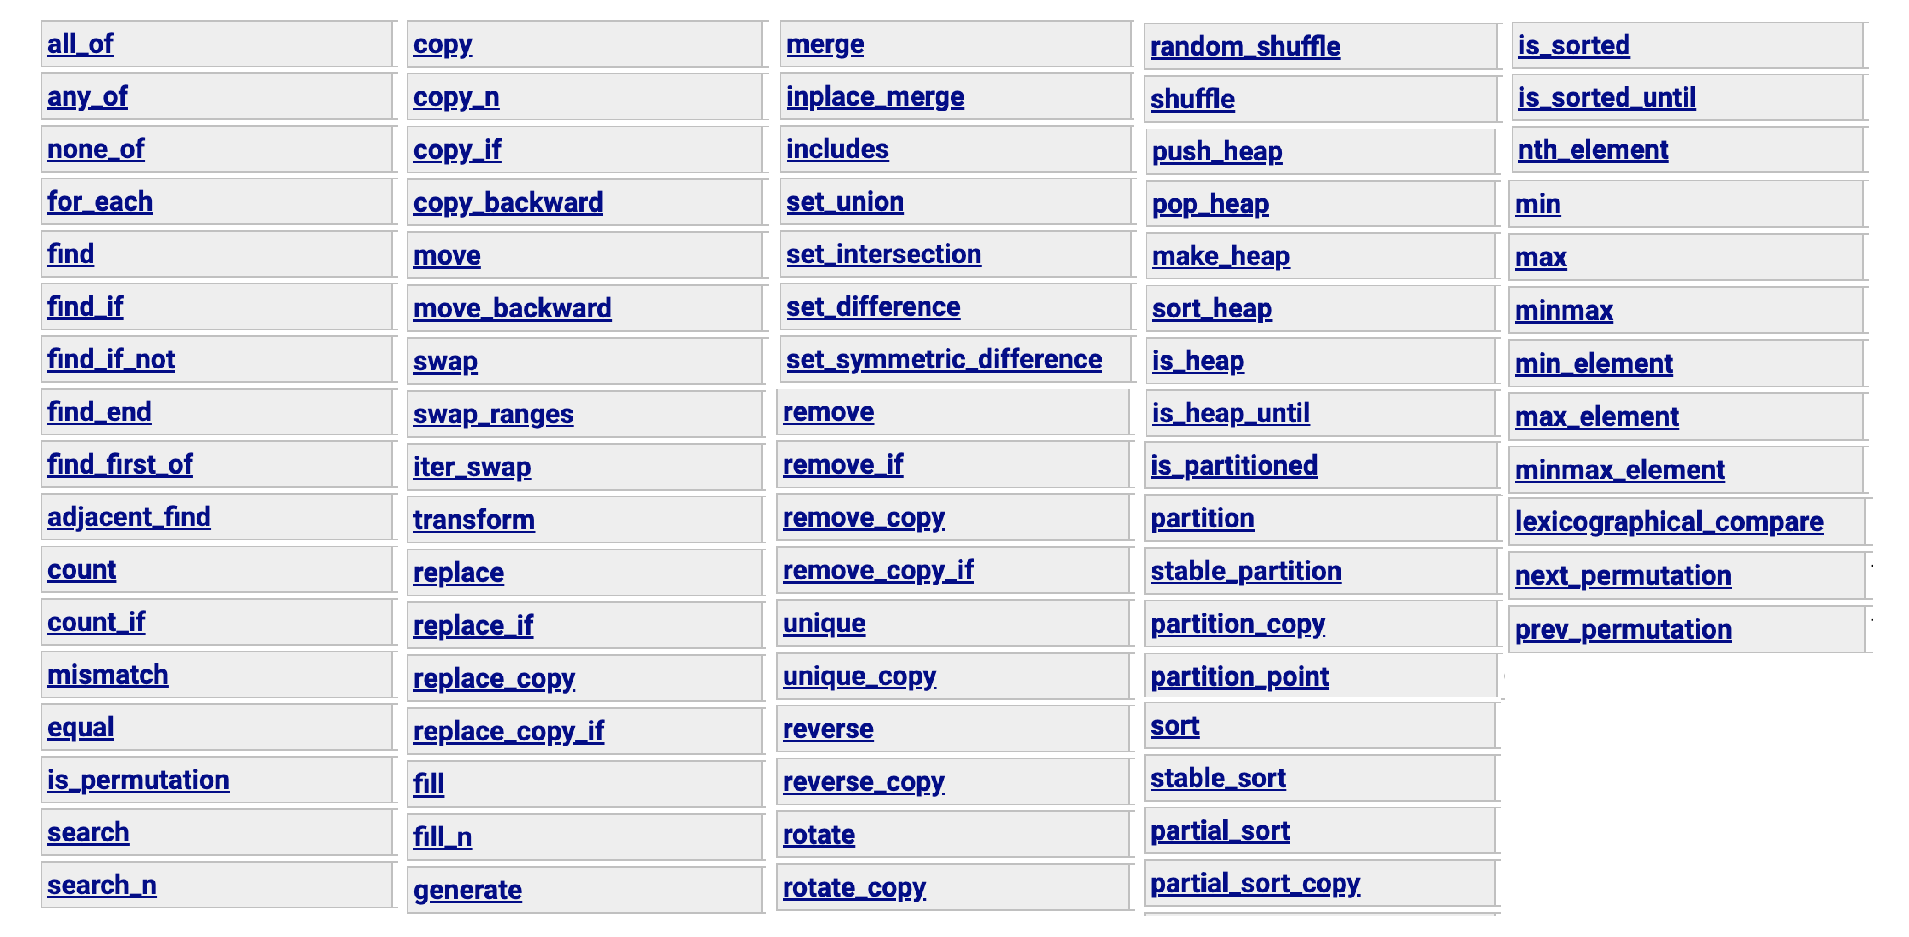 all_of
any_of
none_of
for_each
find
find_if
find_if_not
find_end
find_first_of
adjacent_find
count
count_if
mismatch
equal
is_permutation
search
search_n
copy
copy_n
copy_if
copy_backward
move
move_backward
swap
swap_ranges
iter_swap
transform
replace
replace_if
replace_copy
replace_copy_if
fill
fill_n
generate
merge
inplace_merge
includes
set_union
set_intersection
set_difference
set_symmetric_difference
remove
remove_if
remove_copy
remove_copy_if
unique
unique_copy
reverse
reverse_copy
rotate
rotate_copy
random_shuffle
shuffle
push_heap
pop_heap
make_heap
sort_heap
is_heap
is_heap_until
is_partitioned
partition
stable_partition
partition_copy
partition_point
sort
stable_sort
partial_sort
partial_sort_copy
is_sorted
is_sorted_until
nth_element
min
max
minmax
min_element
max_element
minmax_element
lexicographical_compare
next_permutation
prev_permutation